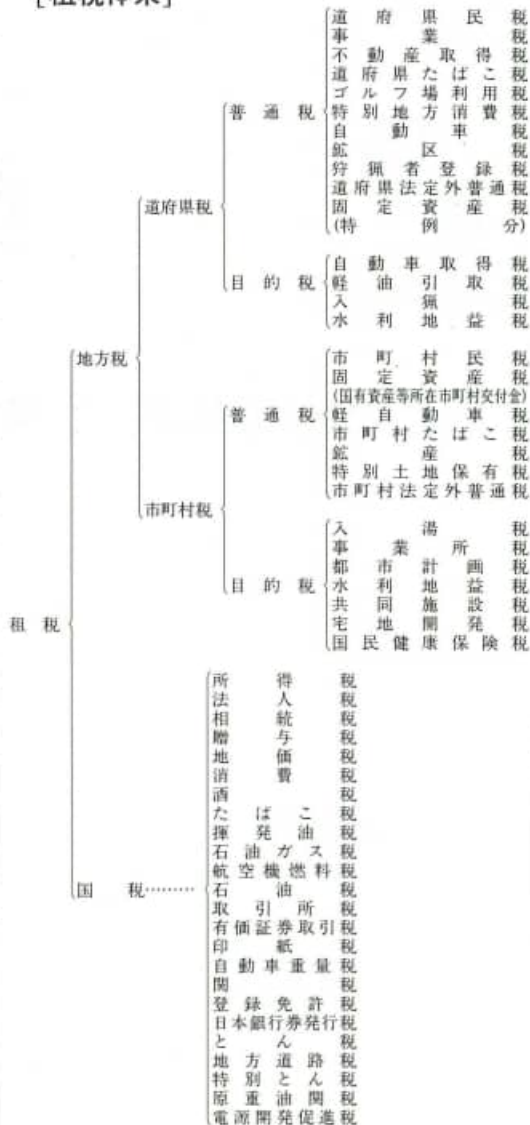 [租税体系]
租税
地方税
道府県税
普通税
道府県民税
事業税
不動産取得税
道府県たばこ税
ゴルフ場利用税
特別地方消費税
自動車税
鉱区税
狩猟者登録税
道府県法定外普通税
固定資産税
(特例分)
目的税
自動車取得税
軽油引取税
入猟税
水利地益税
市町村税
普通税
市町村民税
固定資産税
(国有資産等所在市町村交付金)
軽自動車税
市町村たばこ税
鉱産税
特別土地保有税
市町村法定外普通税
目的税
入湯税
事業所税
都市計画税
水利地益税
共同施設税
宅地開発税
国民健康保険税
国税………
所得税
法人税
相続税
贈与税
地価税
消費税
酒税
たばこ税
揮発油税
石油ガス税
航空機燃料税
石油税
取引所税
有価証券取引税
印紙税
自動車重量税
関税
登録免許税
日本銀行券発行税
とん税
地方道路税
特別とん税
原重油関税
電源開発促進税